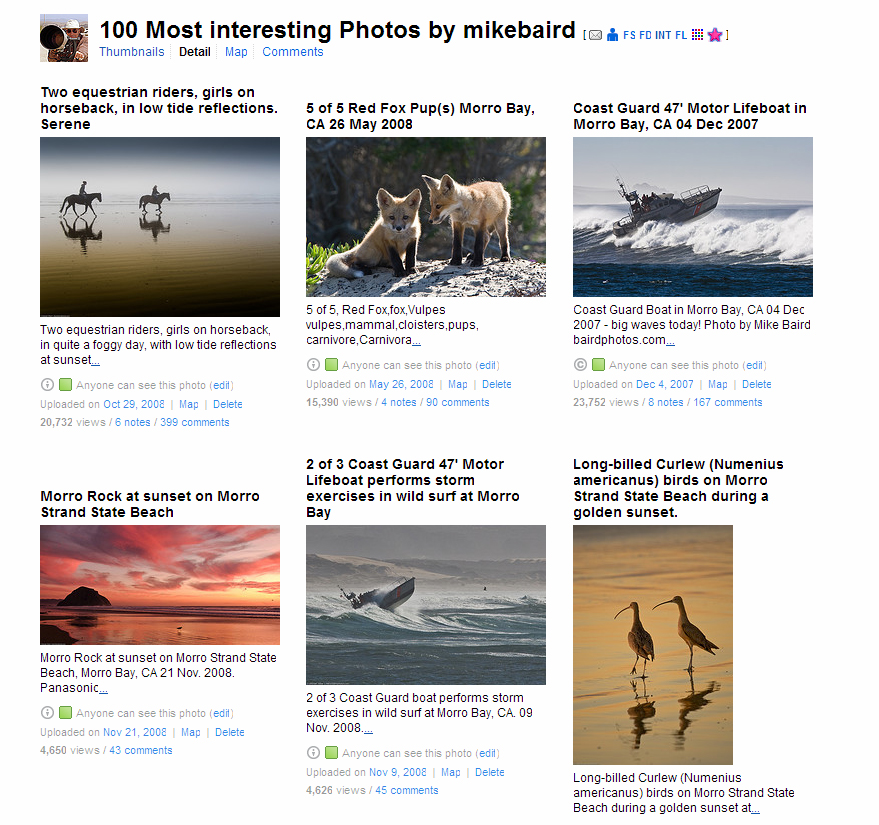 100 Most interesting Photos by mikebaird [ FS FD INT FL ]
Thumbnails Detail Map Comments
Two equestrian riders, girls on
horseback, in low tide reflections.
Serene
Two equestrian riders, girls on horseback,
in quite a foggy day, with low tide reflections
at sunset...
Anyone can see this photo (edit)
Uploaded on Oct 29, 2008 | Map | Delete
20,732 views / 6 notes / 399 comments
5 of 5 Red Fox Pup(s) Morro Bay,
CA 26 May 2008
5 of 5, Red Fox,fox,Vulpes
vulpes,mammal,cloisters,pups,
carnivore,Carnivora...
Anyone can see this photo (edit)
Uploaded on May 26, 2008 | Map | Delete
15,390 views / 4 notes / 90 comments
Coast Guard 47' Motor Lifeboat in
Morro Bay, CA 04 Dec 2007
Coast Guard Boat in Morro Bay, CA 04 Dec
2007 - big waves today! Photo by Mike Baird
bairdphotos.com...
© Anyone can see this photo (edit)
Uploaded on Dec 4, 2007 | Map | Delete
23,752 views / 8 notes / 167 comments
Morro Rock at sunset on Morro
Strand State Beach
Morro Rock at sunset on Morro Strand State
Beach, Morro Bay, CA 21 Nov. 2008.
Panasonic...
Anyone can see this photo (edit)
Uploaded on Nov 21, 2008 | Map | Delete
4,650 views / 43 comments
2 of 3 Coast Guard 47' Motor
Lifeboat performs storm
exercises in wild surf at Morro
Bay
2 of 3 Coast Guard boat performs storm
exercises in wild surf at Morro Bay, CA. 09
Nov. 2008....
Anyone can see this photo (edit)
Uploaded on Nov 9, 2008 | Map | Delete
4,626 views / 45 comments
Long-billed Curlew (Numenius
americanus) birds on Morro
Strand State Beach during a
golden sunset.
Long-billed Curlew (Numenius
americanus) birds on Morro Strand State
Beach during a golden sunset at...